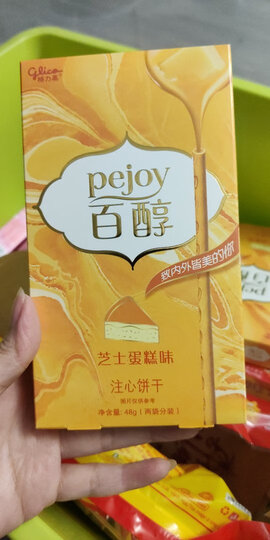 Glico
格力高
pejoy
百醇
致内外皆美的你
芝士蛋糕味
注心饼干
图片仅供参考
净含量: 48g (两袋分装)